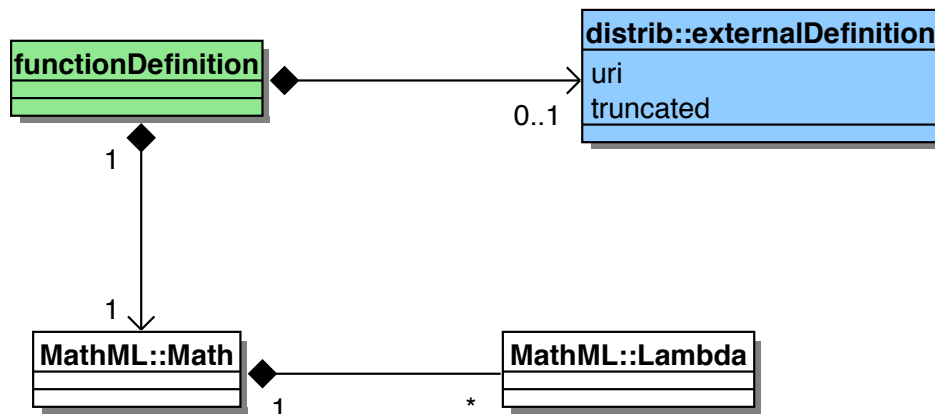 distrib::externalDefinition
functionDefinition
uri
truncated
0..1
1
1
MathML::Math
MathML::Lambda
1
*